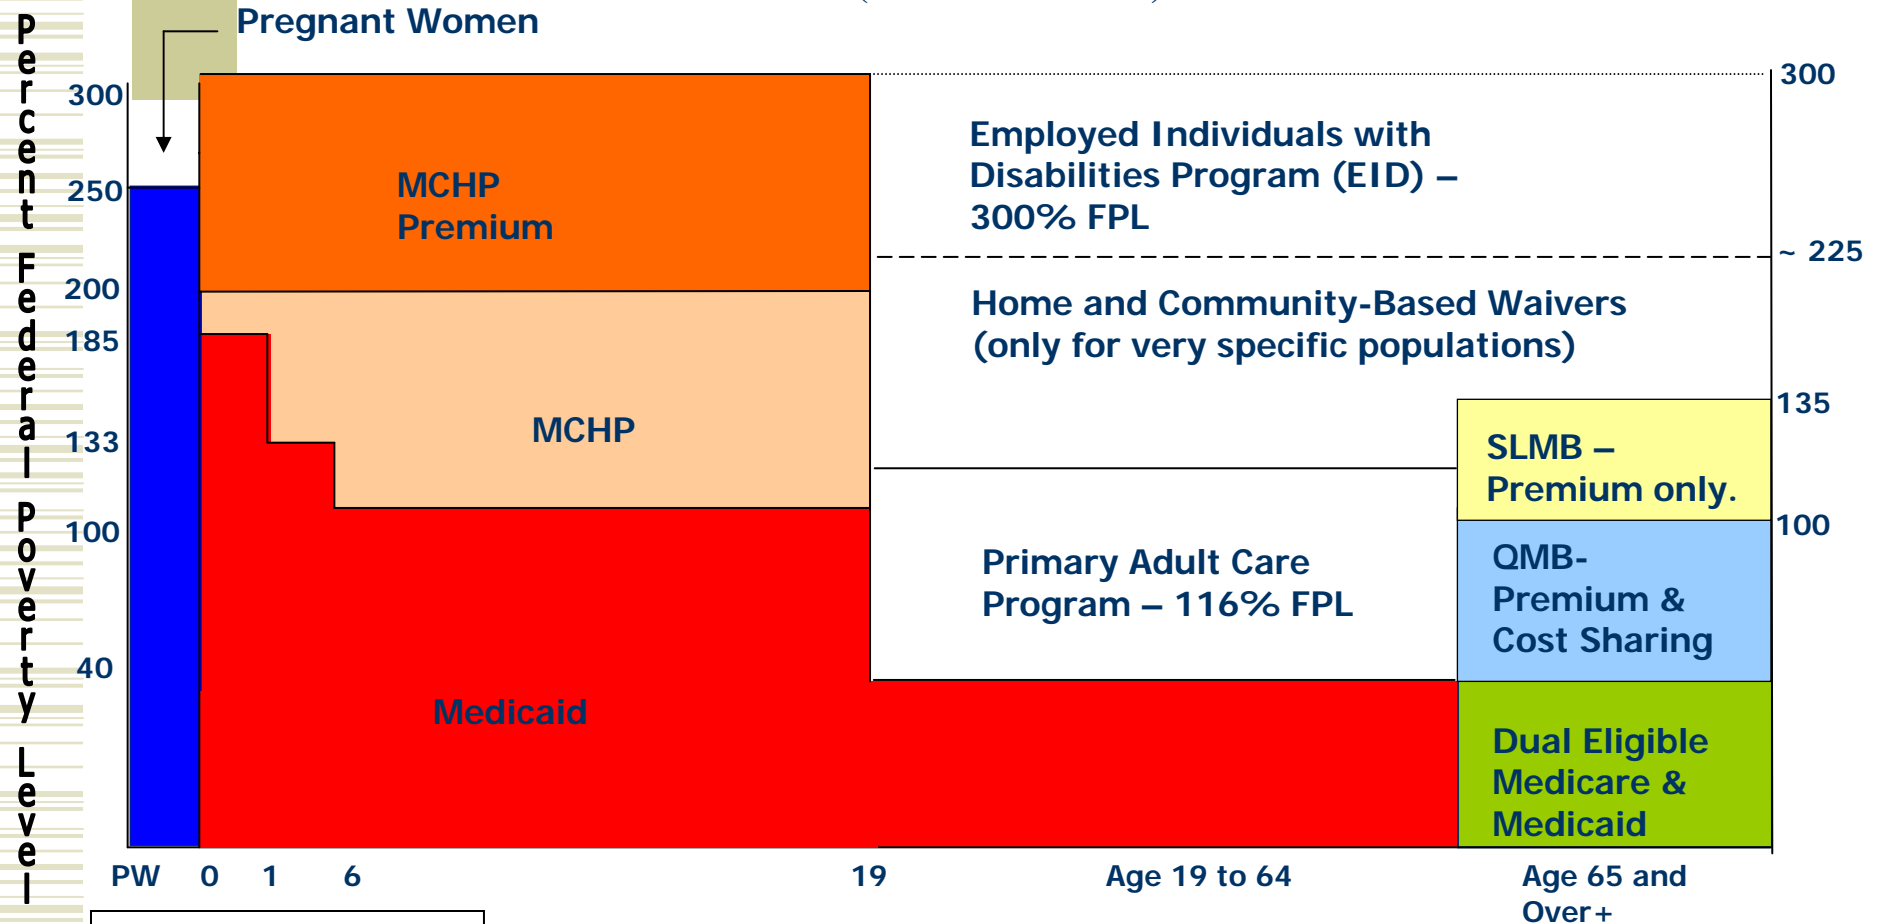 Percent Federal Poverty Level
Pregnant Women
300
250
200
185
133
100
40
MCHP
Premium
MCHP
Medicaid
Employed Individuals with
Disabilities Program (EID) –
300% FPL
Home and Community-Based Waivers
(only for very specific populations)
Primary Adult Care
Program – 116% FPL
SLMB –
Premium only.
QMB-
Premium &
Cost Sharing
Dual Eligible
Medicare &
Medicaid
300
~ 225
135
100
PW 0 1 6 19 Age 19 to 64 Age 65 and
Over+